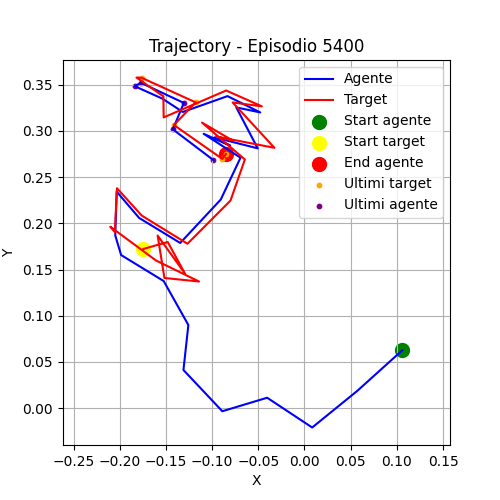 Trajectory - Episodio 5400
Agente
Target
Start agente
Start target
End agente
Ultimi target
Ultimi agente
Y
0.35
0.30
0.25
0.20
0.15
0.10
0.05
0.00
−0.25 −0.20 −0.15 −0.10 −0.05 0.00 0.05 0.10 0.15
X